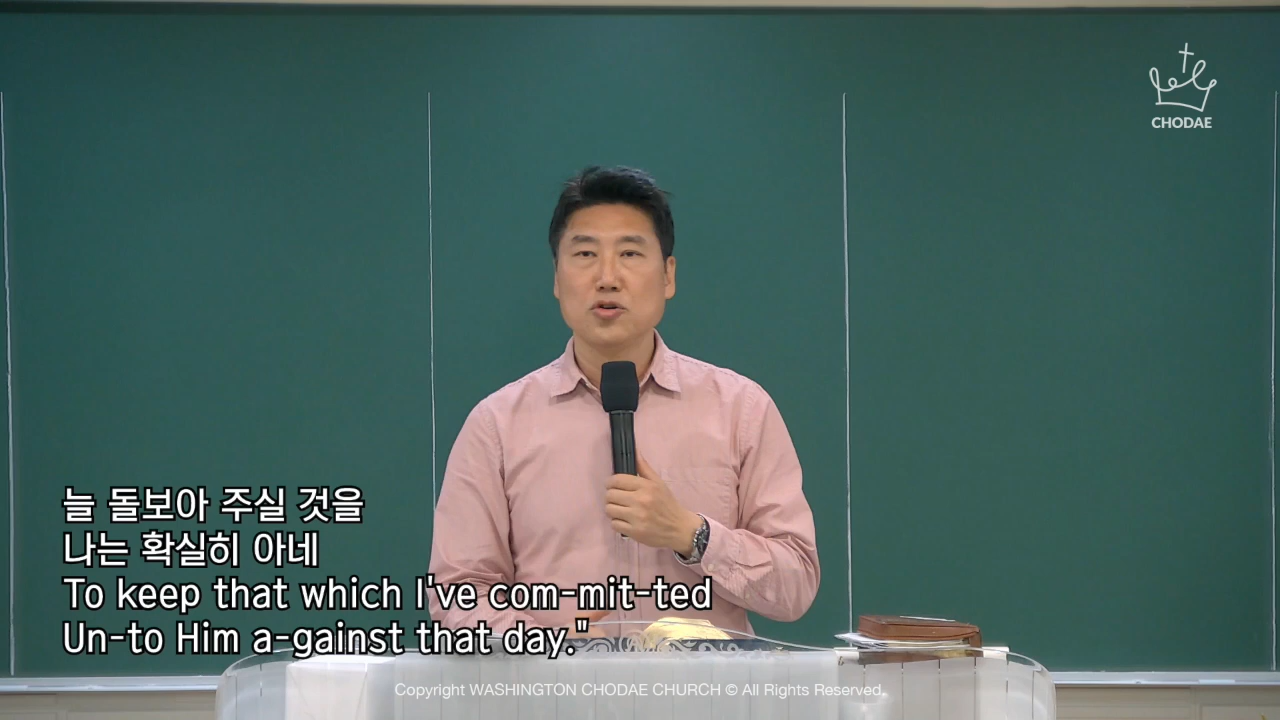 CHODAE
늘 돌보아 주실 것을
나는 확실히 아네
To keep that which I've com-mit-ted
Un-to Him a-gainst that day."
Copyright WASHINGTON CHODAE CHURCH © All Rights Reserved.